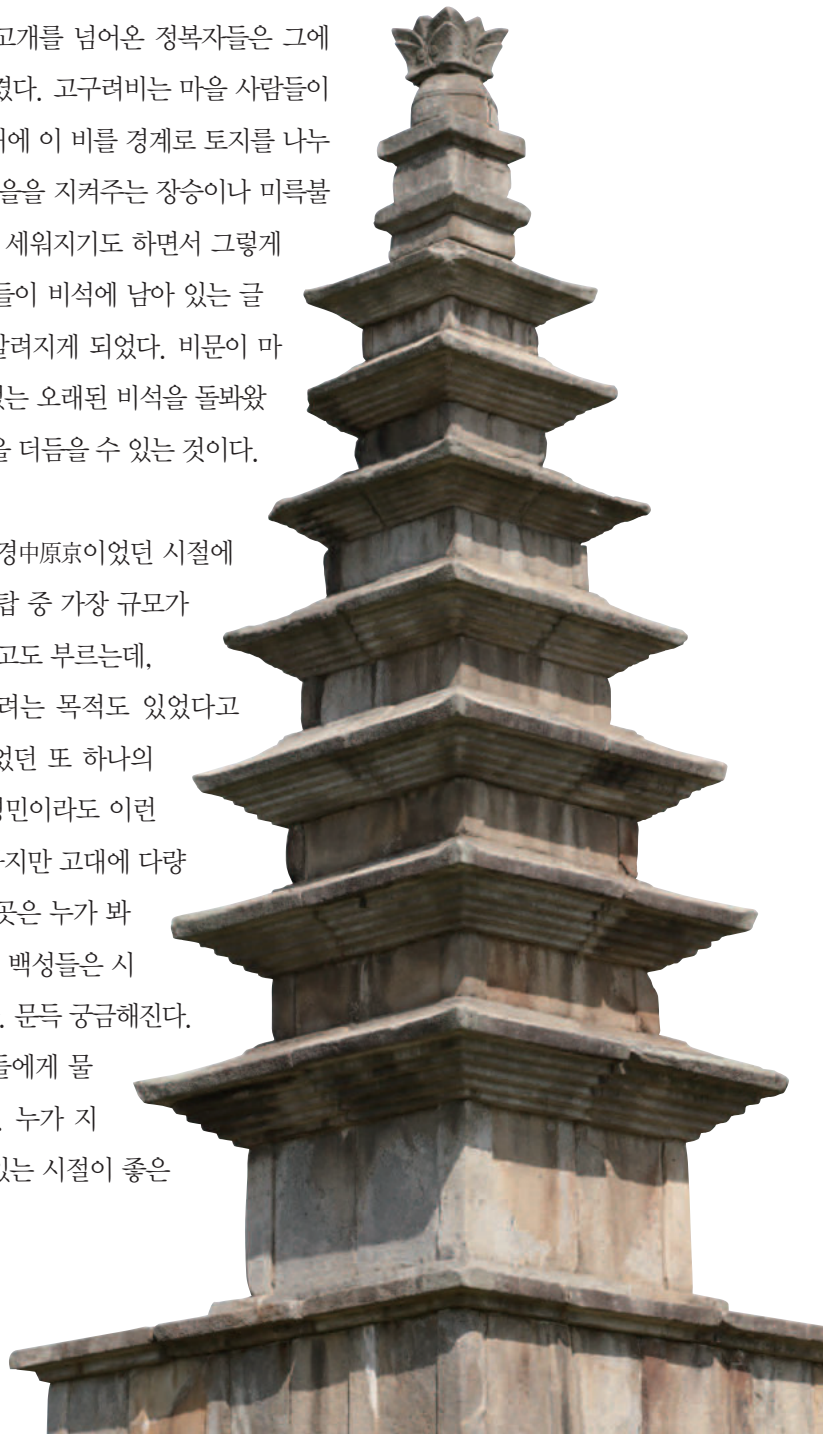 고개를 넘어온 정복자들은 그에
겼다. 고구려비는 마을 사람들이
에 이 비를 경계로 토지를 나누
을을 지켜주는 장승이나 미륵불
세워지기도 하면서 그렇게
들이 비석에 남아 있는 글
알려지게 되었다. 비문이 마
있는 오래된 비석을 돌봐왔
을 더듬을 수 있는 것이다.
경中原京이었던 시절에
탑 중 가장 규모가
고도 부르는데,
려는 목적도 있었다고
었던 또 하나의
민이라도 이런
지만 고대에 다량
곳은 누가 봐
백성들은 시
. 문득 궁금해진다.
들에게 물
누가 지
있는 시절이 좋은